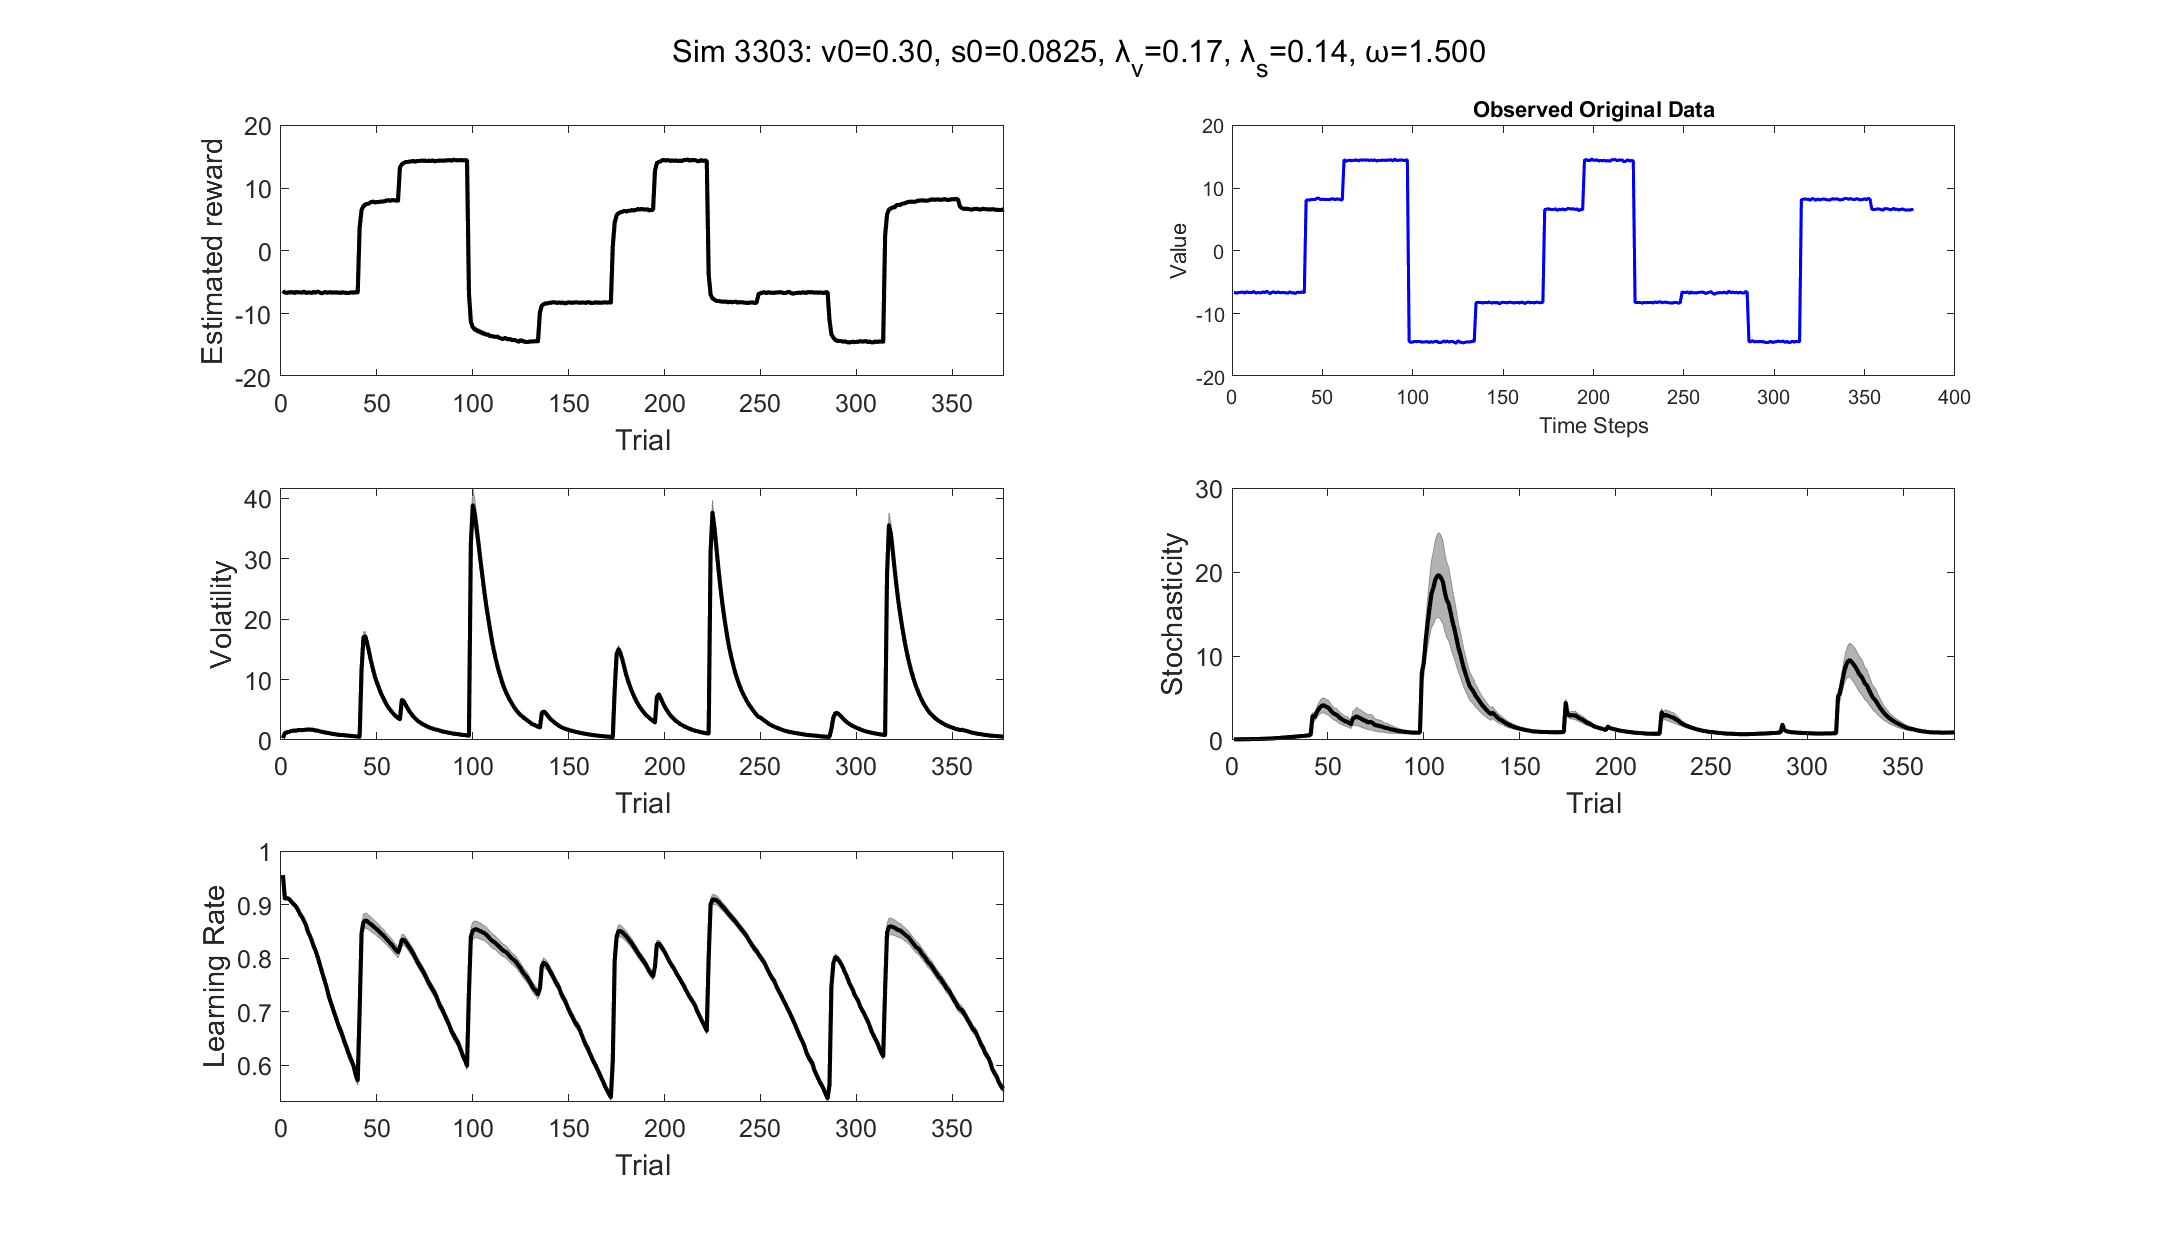 Sim 3303: v0=0.30, s0=0.0825, λ_v=0.17, λ_s=0.14, ω=1.500
Estimated reward
20
10
0
-10
-20
0 50 100 150 200 250 300 350
Trial
Observed Original Data
Value
20
10
0
-10
-20
0 50 100 150 200 250 300 350 400
Time Steps
Volatility
40
30
20
10
0
0 50 100 150 200 250 300 350
Trial
Stochasticity
30
20
10
0
0 50 100 150 200 250 300 350
Trial
Learning Rate
1
0.9
0.8
0.7
0.6
0 50 100 150 200 250 300 350
Trial